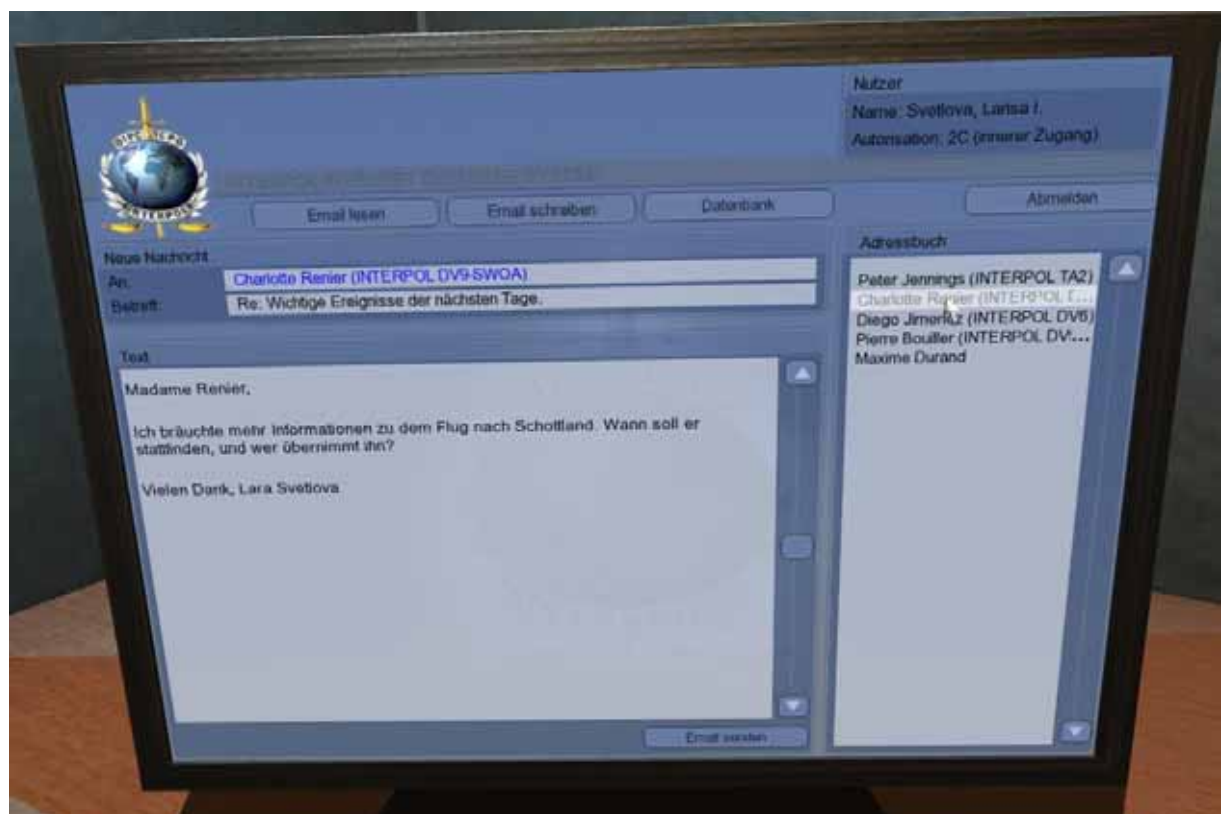 Nutzer
Name: Svetlova, Larisa I.
Autorisation: 2C (innerer Zugang)
INTERPOL
Email lesen
Email schreiben
Datenbank
Abmelden
Neue Nachricht
An:
Charlotte Renier (INTERPOL DV9-SWOA)
Betreff:
Re: Wichtige Ereignisse der nächsten Tage.
Text
Madame Renier,
Ich bräuchte mehr Informationen zu dem Flug nach Schottland. Wann soll er
stattfinden, und wer übernimmt ihn?
Vielen Dank, Lara Svetlova
Email senden
Adressbuch
Peter Jennings (INTERPOL TA2)
Charlotte Renier (INTERPOL
Diego Jimenez (INTERPOL DV6)
Pierre Bouiller (INTERPOL DV...
Maxime Durand